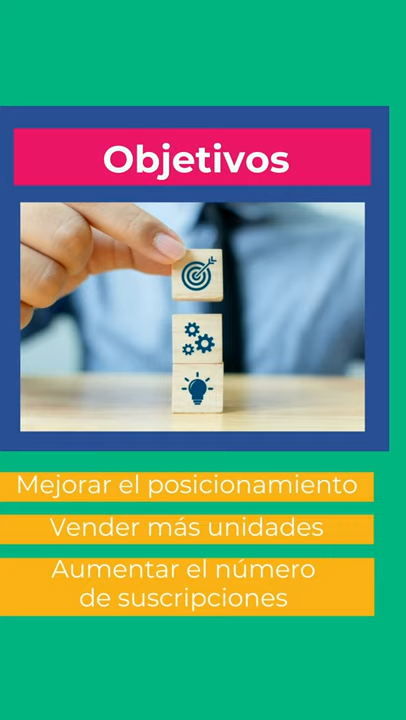 Objetivos
Mejorar el posicionamiento
Vender más unidades
Aumentar el número
de suscripciones